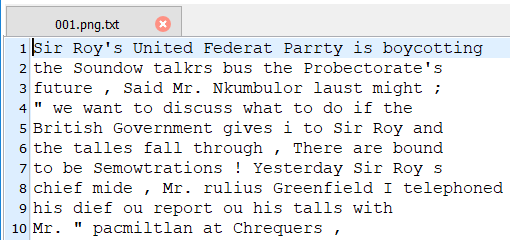 001.png.txt
1 Sir Roy's United Federat Parrty is boycotting
2 the Soundow talkrs bus the Probectorate's
3 future , Said Mr. Nkumbulor laust might ;
4 " we want to discuss what to do if the
5 British Government gives i to Sir Roy and
6 the talles fall through , There are bound
7 to be Semowtrations ! Yesterday Sir Roy s
8 chief mide , Mr. rulius Greenfield I telephoned
9 his dief ou report ou his talls with
10 Mr. " pacmiltlan at Chrequers ,